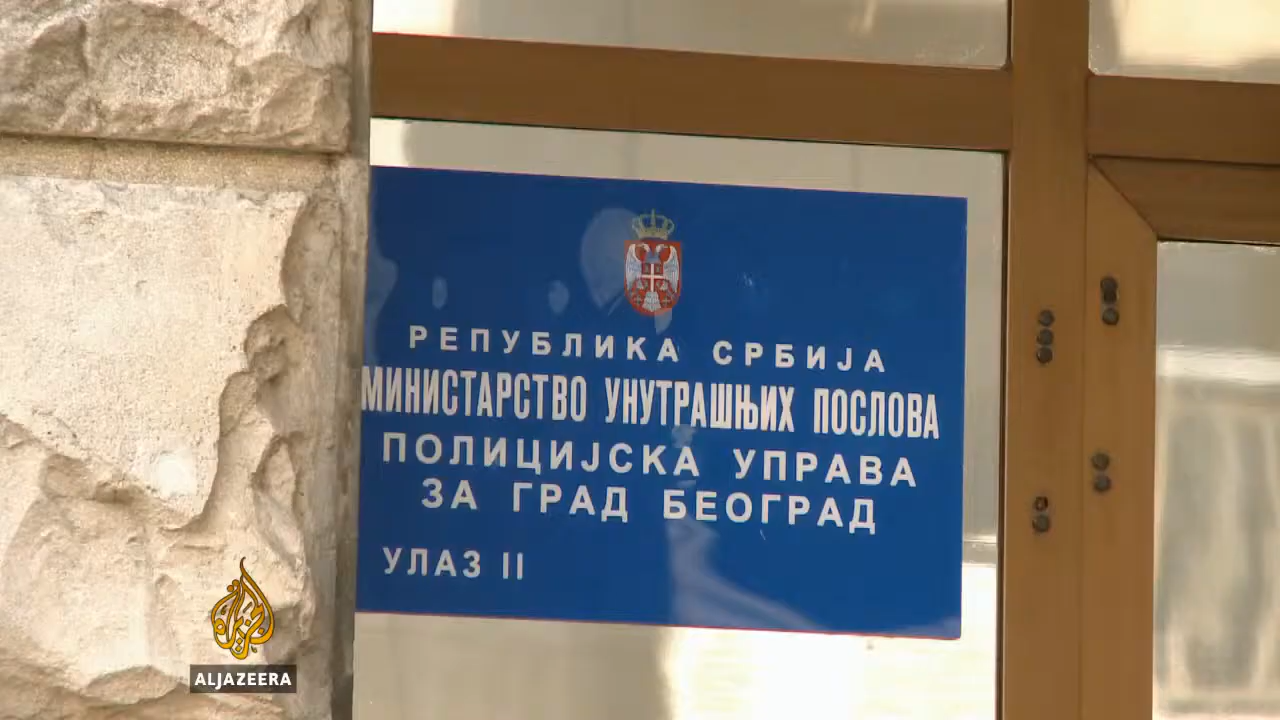 РЕПУБЛИКА СРБИЈА
МИНИСТАРСТВО УНУТРАШЊИХ ПОСЛОВА
ПОЛИЦИЈСКА УПРАВА
ЗА ГРАД БЕОГРАД
УЛАЗ II
ALJAZEERA